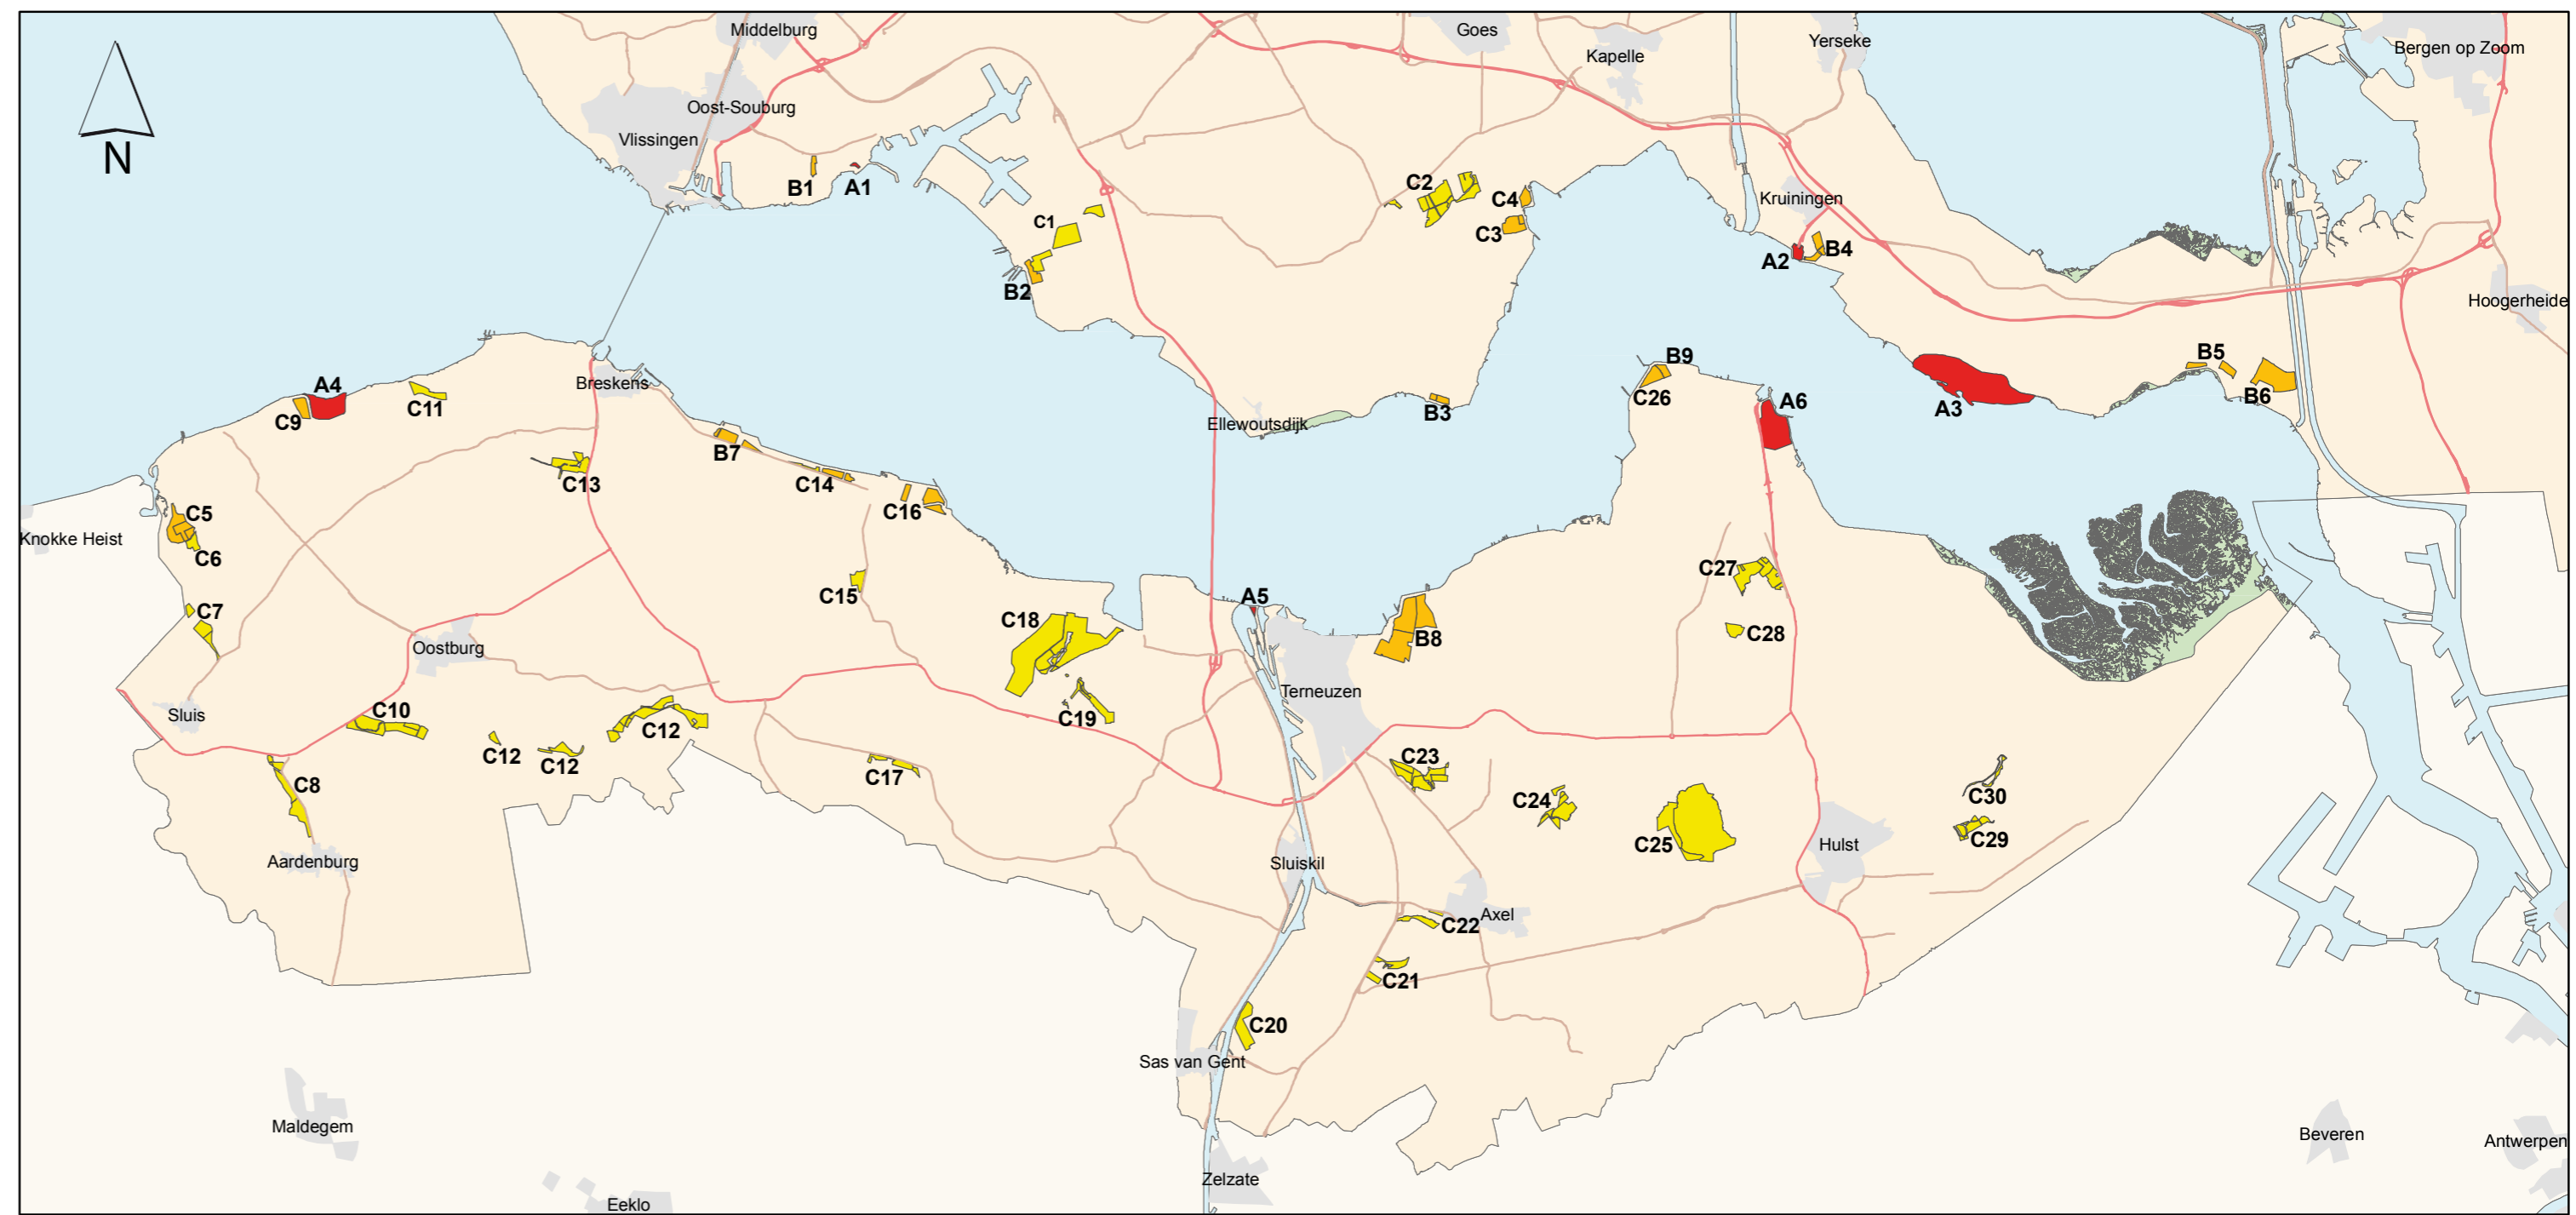 Middelburg
Goes
Kapelle
Yerseke
Bergen op Zoom
Oost-Souburg
Vlissingen
N
B1
A1
C1
B2
C2
C4
C3
Kruiningen
A2
B4
Hoogerheide
A4
C9
C11
Breskens
B7
C13
C14
C16
Ellewoutsdijk
B3
B9
C26
A6
A3
B5
B6
Knokke Heist
C5
C6
C7
C15
C18
C19
A5
B8
C27
C28
Oostburg
Terneuzen
Sluis
C10
C12
C12
C12
C8
C17
C23
C24
C25
Hulst
C30
C29
Aardenburg
Sluiskil
C22
Axel
C21
C20
Sas van Gent
Maldegem
Eeklo
Zelzate
Beveren
Antwerpen